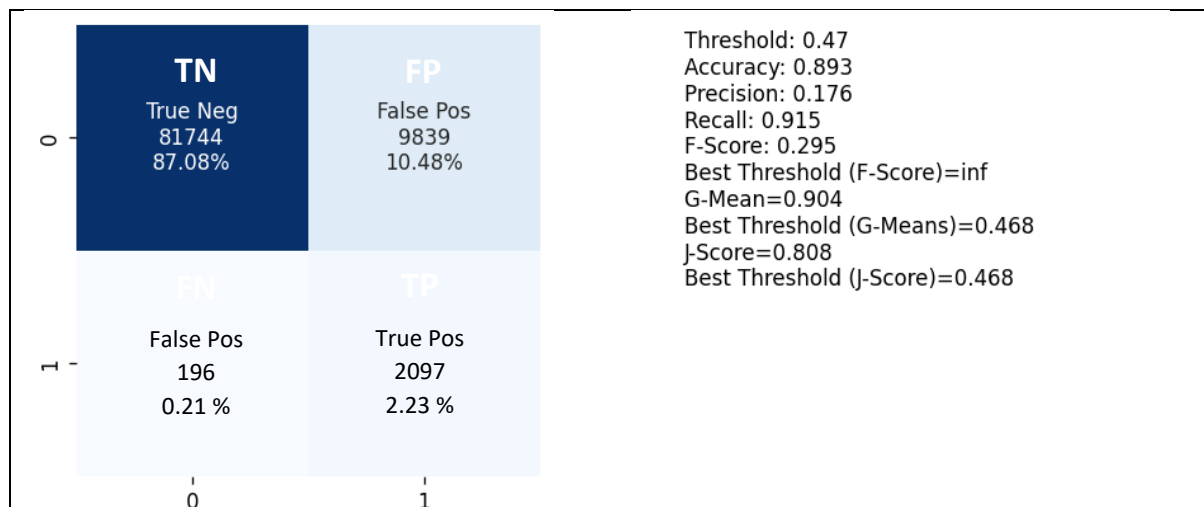 TN
True Neg
81744
87.08%
FP
False Pos
9839
10.48%
0
FN
False Pos
196
0.21 %
TP
True Pos
2097
2.23 %
1
0
1
Threshold: 0.47
Accuracy: 0.893
Precision: 0.176
Recall: 0.915
F-Score: 0.295
Best Threshold (F-Score)=inf
G-Mean=0.904
Best Threshold (G-Means)=0.468
J-Score=0.808
Best Threshold (J-Score)=0.468